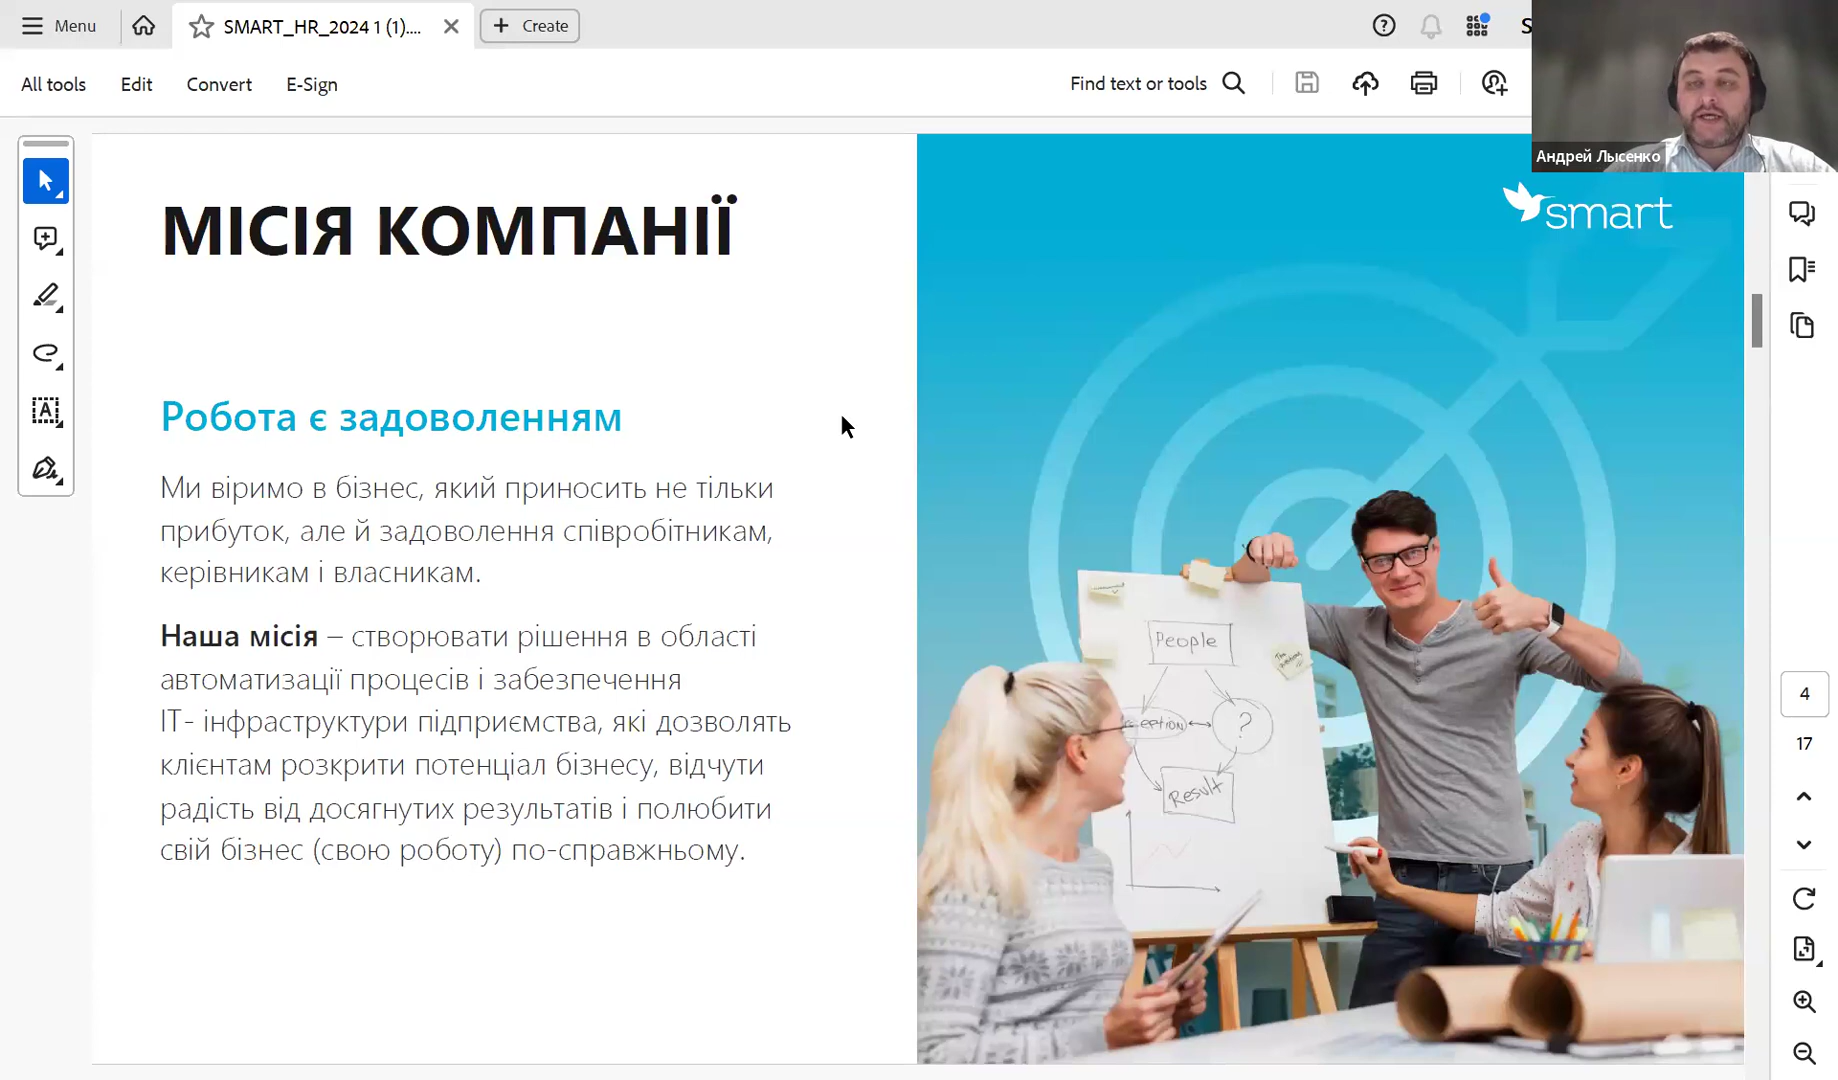 Menu
SMART_HR_2024 1 (1)....
Create
All tools
Edit
Convert
E-Sign
Find text or tools
Андрей Лысенко
МІСІЯ КОМПАНІЇ
smart
Робота є задоволенням
Ми віримо в бізнес, який приносить не тільки
прибуток, але й задоволення співробітникам,
керівникам і власникам.
Наша місія – створювати рішення в області
автоматизації процесів і забезпечення
ІТ- інфраструктури підприємства, які дозволять
клієнтам розкрити потенціал бізнесу, відчути
радість від досягнутих результатів і полюбити
свій бізнес (свою роботу) по-справжньому.
People
?
Result
4
17